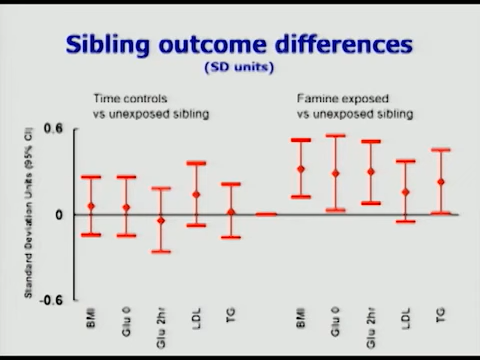 Sibling outcome differences
(SD units)
Time controls
vs unexposed sibling
Famine exposed
vs unexposed sibling
Standard Deviation Units (95% CI)
0.6
0
-0.6
BMI
Glu 0
Glu 2hr
LDL
TG
BMI
Glu 0
Glu 2hr
LDL
TG